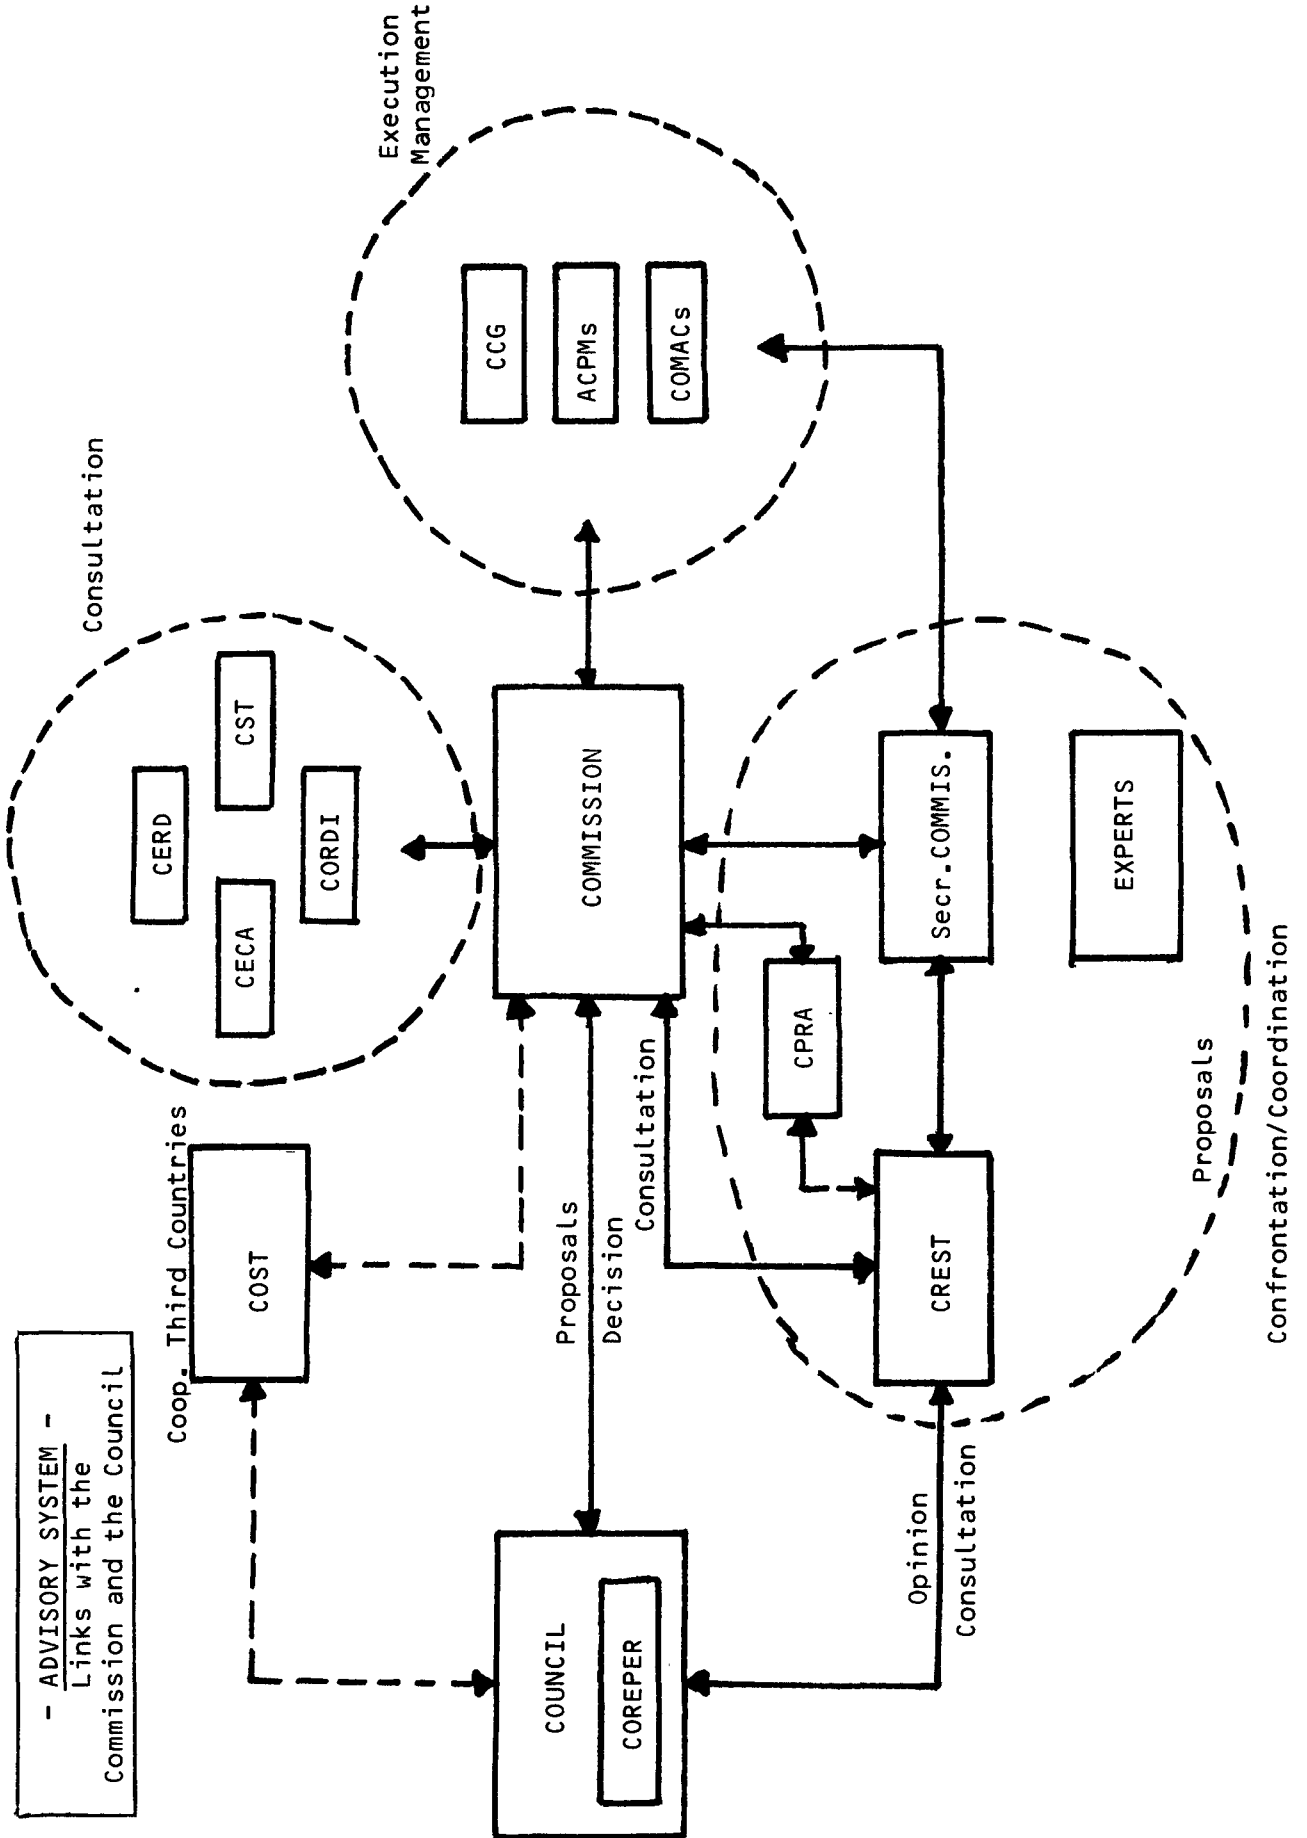 - ADVISORY SYSTEM -
Links with the
Commission and the Council
Coop. Third Countries
COST
Consultation
CERD
CECA
CST
CORDI
Execution
Management
CCG
ACPMs
COMACs
COUNCIL
COREPER
Proposals
Decision
COMMISSION
Consultation
Opinion
Consultation
CPRA
CREST
Secr.COMMIS.
EXPERTS
Proposals
Confrontation/Coordination